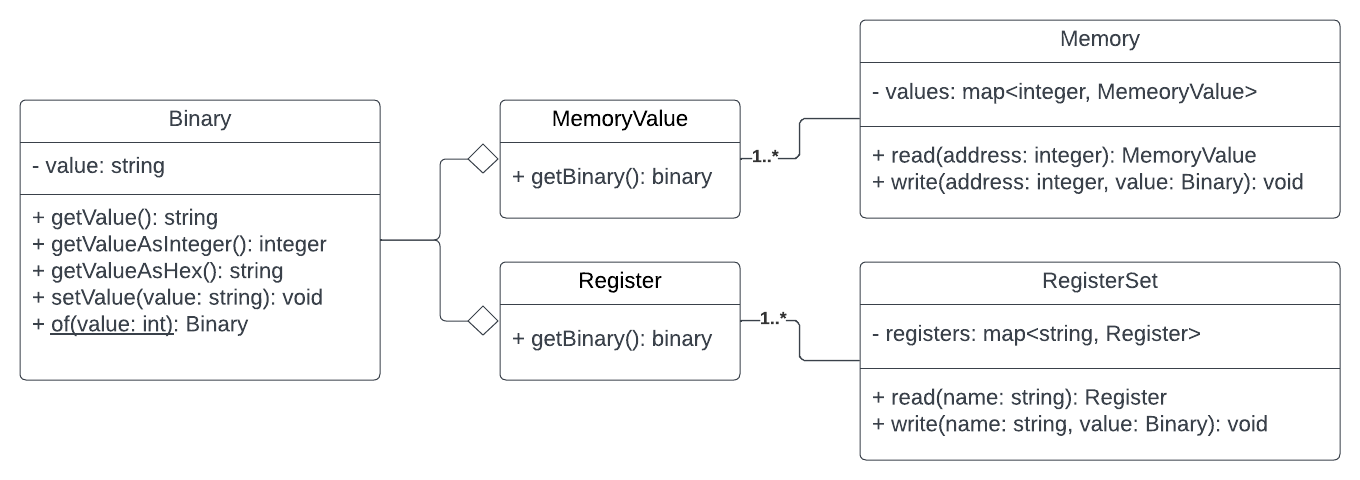 Binary
- value: string
+ getValue(): string
+ getValueAsInteger(): integer
+ getValueAsHex(): string
+ setValue(value: string): void
+ of(value: int): Binary
MemoryValue
+ getBinary(): binary
1..*
Register
+ getBinary(): binary
1..*
Memory
- values: map<integer, MemeoryValue>
+ read(address: integer): MemoryValue
+ write(address: integer, value: Binary): void
RegisterSet
- registers: map<string, Register>
+ read(name: string): Register
+ write(name: string, value: Binary): void